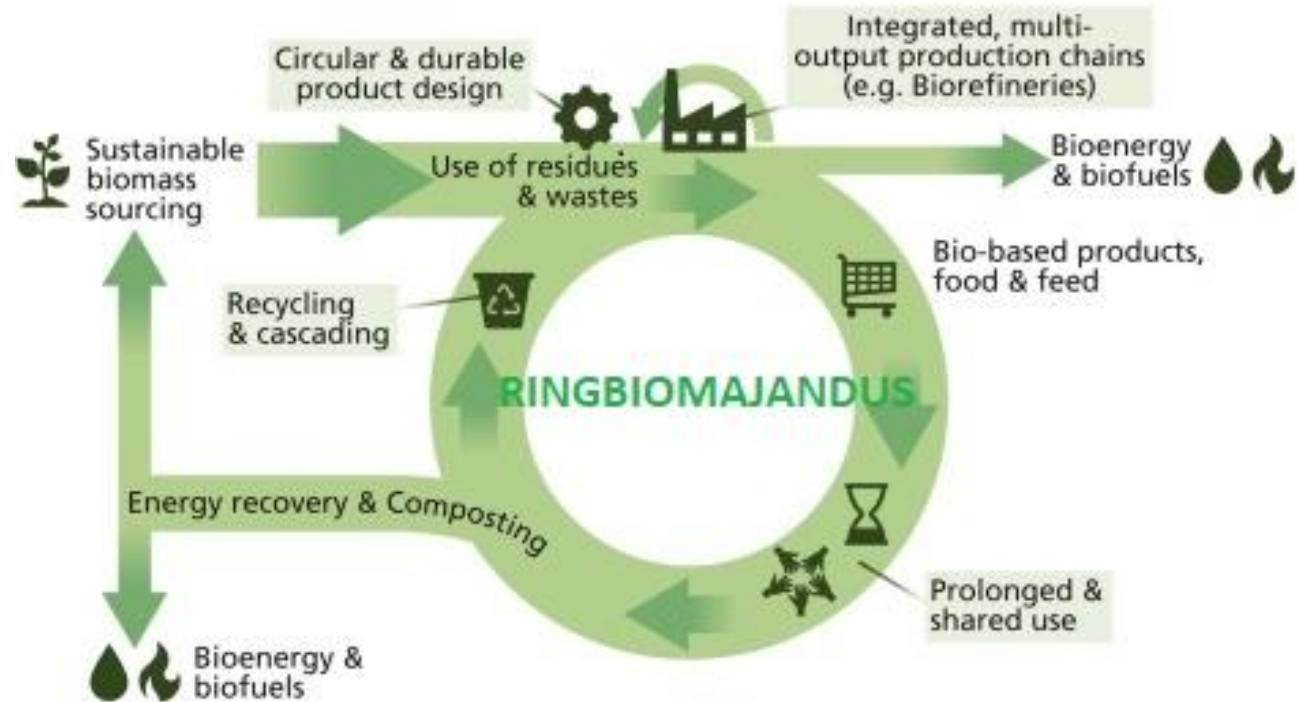 Circular & durable
product design
Integrated, multi-
output production chains
(e.g. Biorefineries)
Sustainable
biomass
sourcing
Use of residues
& wastes
Bioenergy
& biofuels
Bio-based products,
food & feed
Recycling
& cascading
RINGBIOMAJANDUS
Energy recovery & Composting
Prolonged &
shared use
Bioenergy &
biofuels